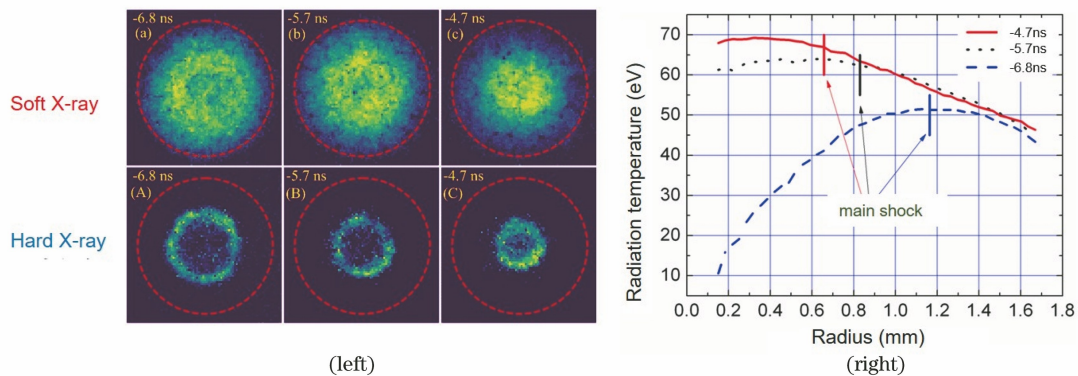 -6.8 ns
(a)
-5.7 ns
(b)
-4.7 ns
(c)
Soft X-ray
-6.8 ns
(A)
-5.7 ns
(B)
-4.7 ns
(C)
Hard X-ray
(left)
Radiation temperature (eV)
70
60
50
40
30
20
10
-4.7ns
-5.7ns
-6.8ns
main shock
0.0 0.2 0.4 0.6 0.8 1.0 1.2 1.4 1.6 1.8
Radius (mm)
(right)